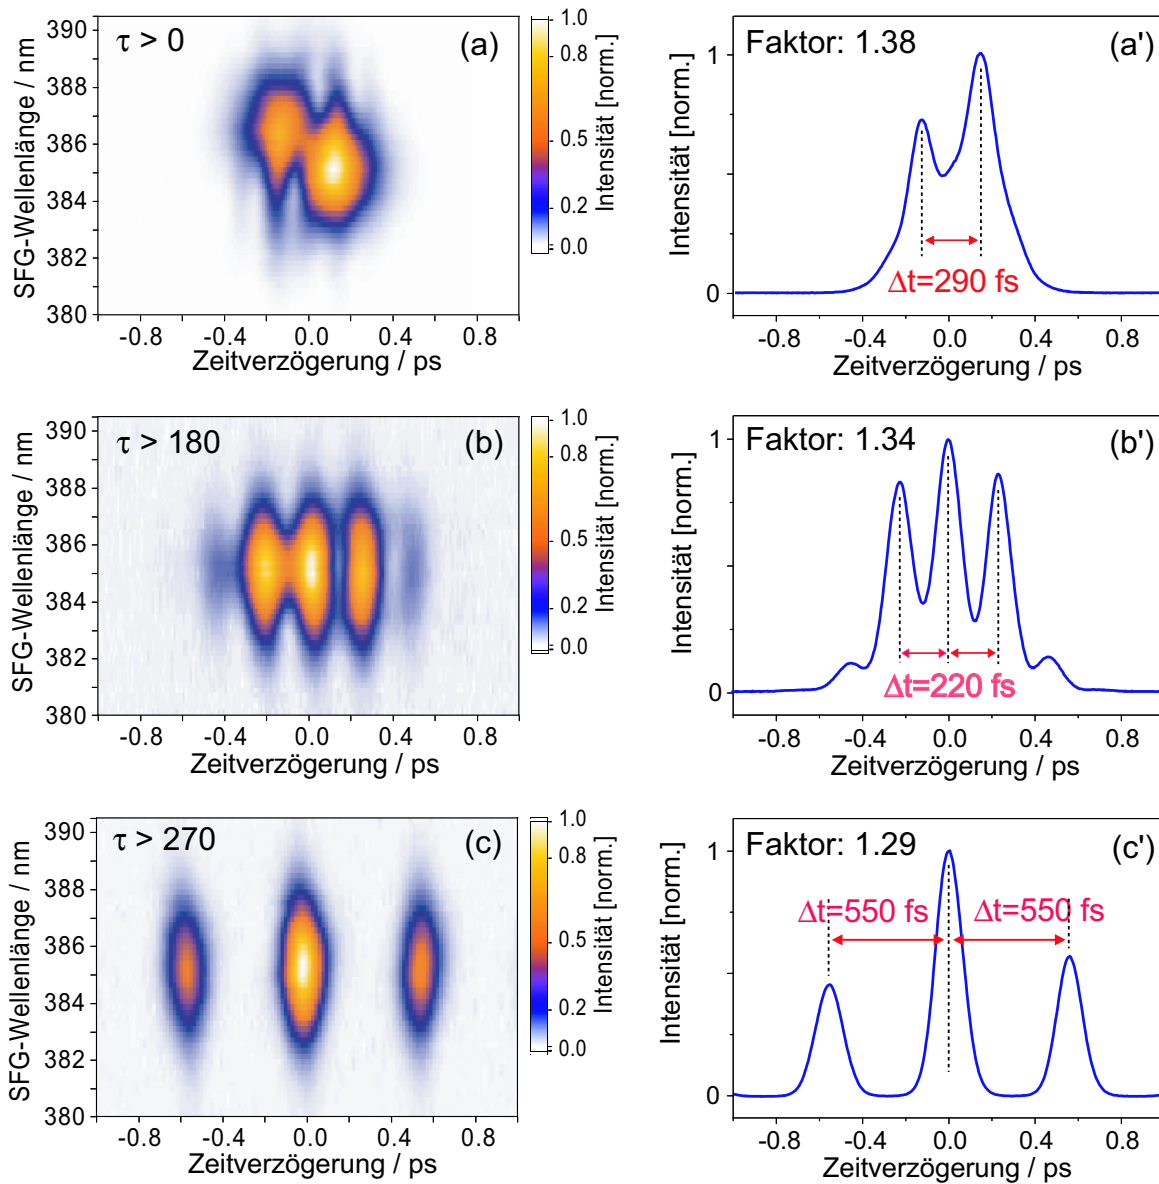 τ > 0
(a)
390
388
386
384
382
380
SFG-Wellenlänge / nm
-0.8
-0.4
0.0
0.4
0.8
Zeitverzögerung / ps
1.0
0.8
0.5
0.2
0.0
Intensität [norm.]
Faktor: 1.38
(a')
1
0
Intensität [norm.]
Δt=290 fs
-0.8
-0.4
0.0
0.4
0.8
Zeitverzögerung / ps
τ > 180
(b)
390
388
386
384
382
380
SFG-Wellenlänge / nm
-0.8
-0.4
0.0
0.4
0.8
Zeitverzögerung / ps
1.0
0.8
0.5
0.2
0.0
Intensität [norm.]
Faktor: 1.34
(b')
1
0
Intensität [norm.]
Δt=220 fs
-0.8
-0.4
0.0
0.4
0.8
Zeitverzögerung / ps
τ > 270
(c)
390
388
386
384
382
380
SFG-Wellenlänge / nm
-0.8
-0.4
0.0
0.4
0.8
Zeitverzögerung / ps
1.0
0.8
0.5
0.2
0.0
Intensität [norm.]
Faktor: 1.29
(c')
1
0
Intensität [norm.]
Δt=550 fs
Δt=550 fs
-0.8
-0.4
0.0
0.4
0.8
Zeitverzögerung / ps